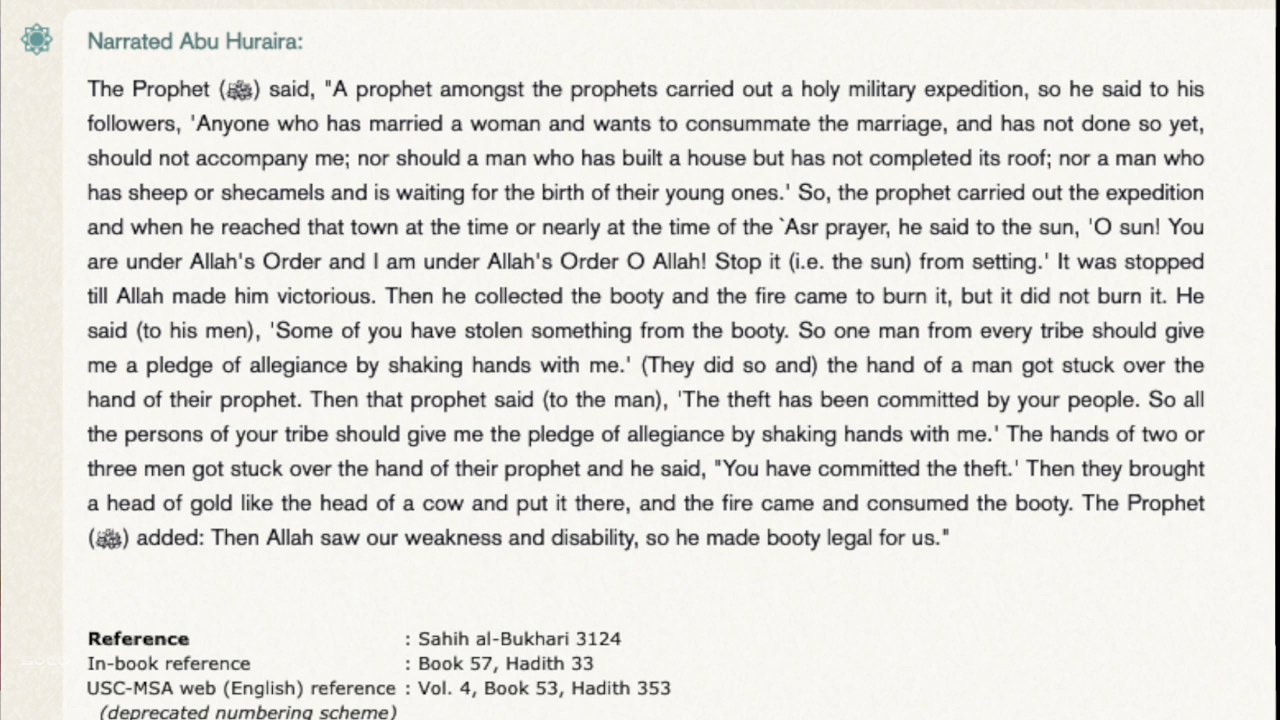 Narrated Abu Huraira:
The Prophet (ﷺ) said, "A prophet amongst the prophets carried out a holy military expedition, so he said to his
followers, 'Anyone who has married a woman and wants to consummate the marriage, and has not done so yet,
should not accompany me; nor should a man who has built a house but has not completed its roof; nor a man who
has sheep or shecamels and is waiting for the birth of their young ones.' So, the prophet carried out the expedition
and when he reached that town at the time or nearly at the time of the `Asr prayer, he said to the sun, 'O sun! You
are under Allah's Order and I am under Allah's Order O Allah! Stop it (i.e. the sun) from setting.' It was stopped
till Allah made him victorious. Then he collected the booty and the fire came to burn it, but it did not burn it. He
said (to his men), 'Some of you have stolen something from the booty. So one man from every tribe should give
me a pledge of allegiance by shaking hands with me.' (They did so and) the hand of a man got stuck over the
hand of their prophet. Then that prophet said (to the man), 'The theft has been committed by your people. So all
the persons of your tribe should give me the pledge of allegiance by shaking hands with me.' The hands of two or
three men got stuck over the hand of their prophet and he said, "You have committed the theft.' Then they brought
a head of gold like the head of a cow and put it there, and the fire came and consumed the booty. The Prophet
(ﷺ) added: Then Allah saw our weakness and disability, so he made booty legal for us."
Reference : Sahih al-Bukhari 3124
In-book reference : Book 57, Hadith 33
USC-MSA web (English) reference : Vol. 4, Book 53, Hadith 353
(deprecated numbering scheme)